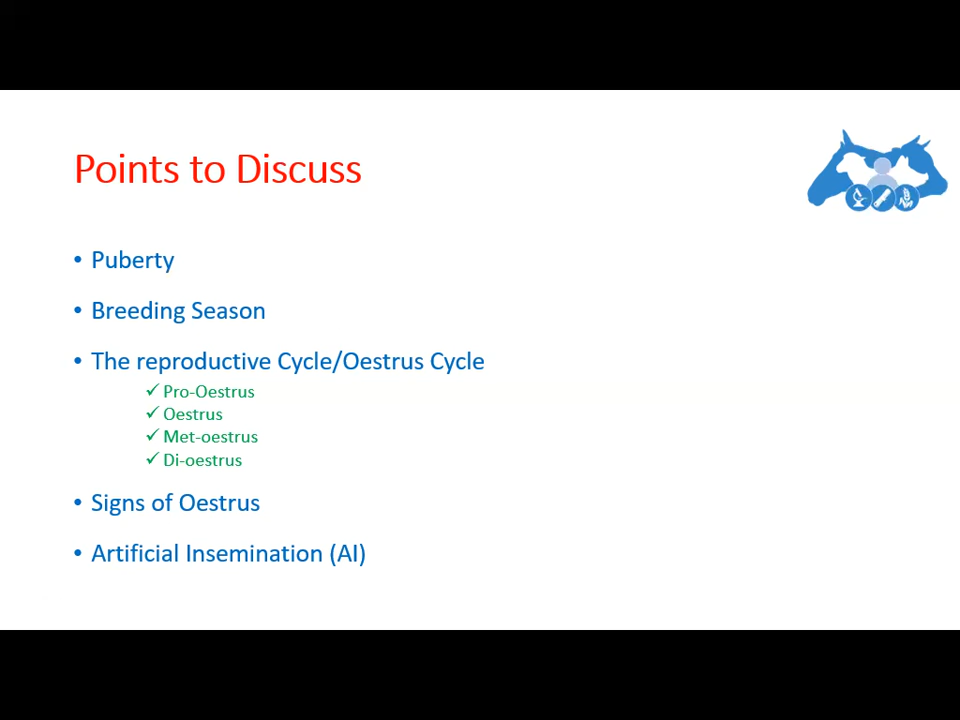 Points to Discuss
• Puberty
• Breeding Season
• The reproductive Cycle/Oestrus Cycle
✓ Pro-Oestrus
✓ Oestrus
✓ Met-oestrus
✓ Di-oestrus
• Signs of Oestrus
• Artificial Insemination (AI)